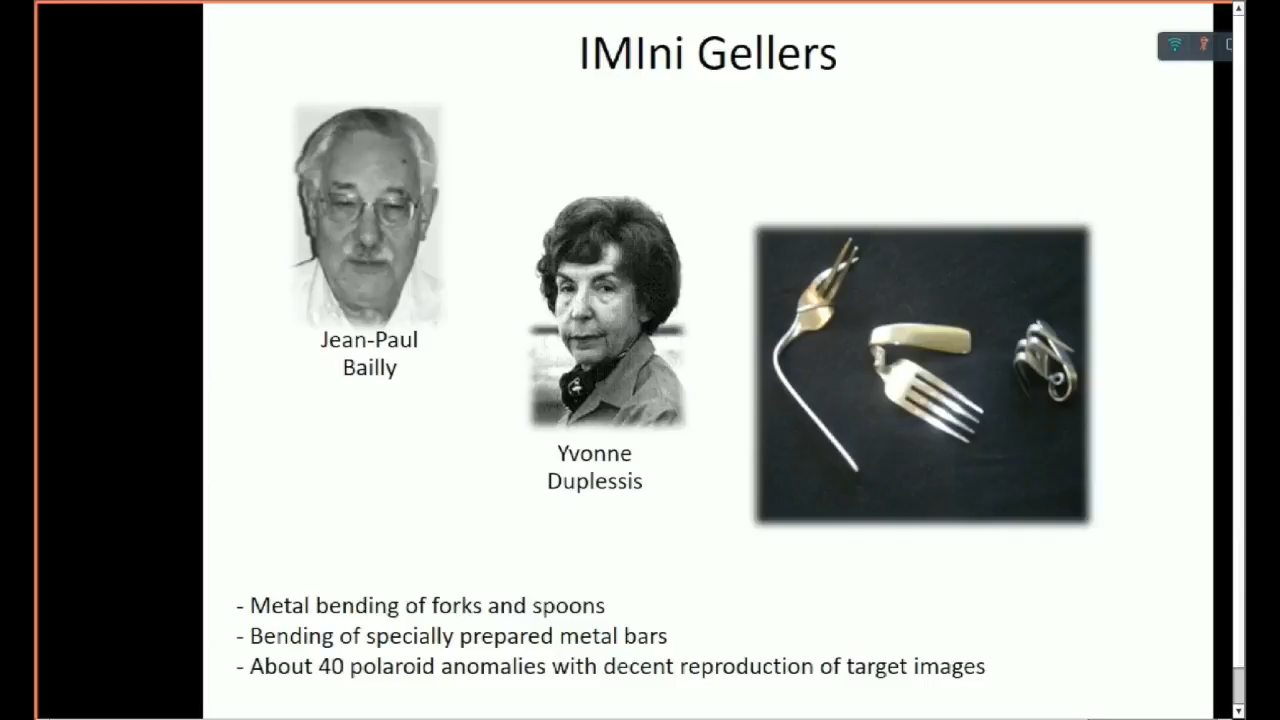 IMIni Gellers
Jean-Paul
Bailly
Yvonne
Duplessis
- Metal bending of forks and spoons
- Bending of specially prepared metal bars
- About 40 polaroid anomalies with decent reproduction of target images